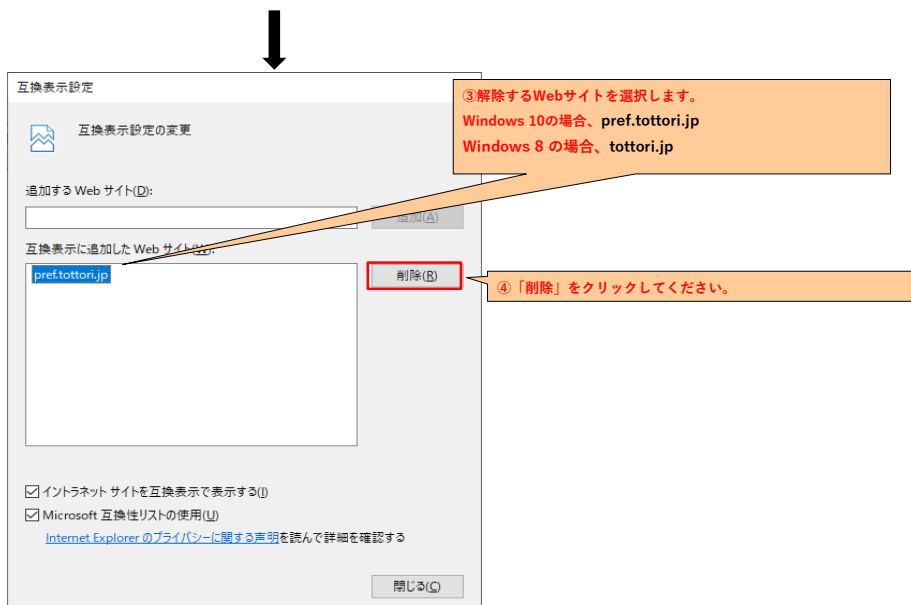 互換表示設定
③解除するWebサイトを選択します。
Windows 10の場合、pref.tottori.jp
Windows 8 の場合、tottori.jp
互換表示設定の変更
追加する Web サイト(D):
追加(A)
互換表示に追加した Web サイト(W):
pref.tottori.jp
削除(R)
④「削除」をクリックしてください。
イントラネット サイトを互換表示で表示する(I)
Microsoft 互換性リストの使用(U)
Internet Explorer のプライバシーに関する声明を読んで詳細を確認する
閉じる(C)